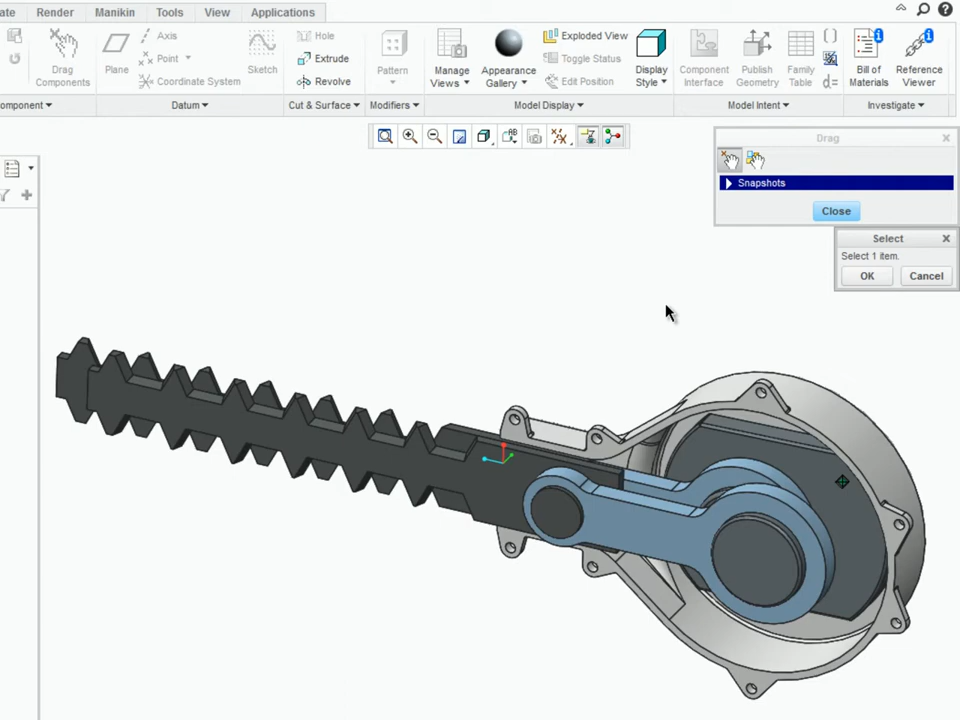 ate Render Manikin Tools View Applications
Drag Components
Plane
Axis
Point
Coordinate System
Sketch
Hole
Extrude
Revolve
Pattern
Manage Views
Appearance Gallery
Exploded View
Toggle Status
Edit Position
Display Style
Component Interface
Publish Geometry
Family Table
Bill of Materials
Reference Viewer
omponent Datum Cut & Surface Modifiers Model Display Model Intent Investigate
Drag
Snapshots
Close
Select
Select 1 item.
OK Cancel